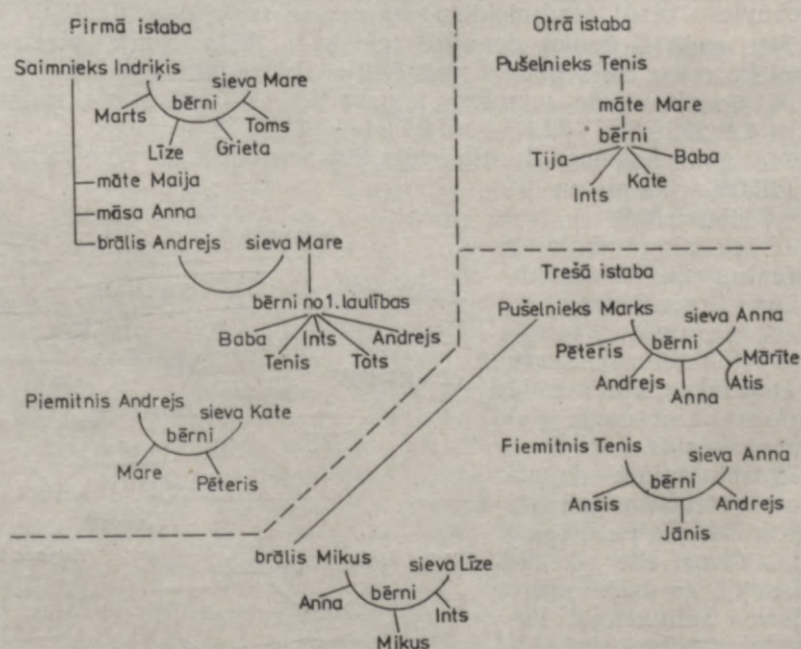 Pirmā istaba
Saimnieks Indriķis
sieva Mare
bērni
Marts
Toms
Līze
Grieta
māte Maija
māsa Anna
brālis Andrejs
sieva Mare
bērni no 1. laulības
Baba
Ints
Andrejs
Tenis
Tots
Piemitnis Andrejs
sieva Kate
bērni
Mare
Pēteris
Otrā istaba
Pušelnieks Tenis
māte Mare
bērni
Tija
Baba
Ints
Kate
Trešā istaba
Pušelnieks Marks
sieva Anna
bērni
Pēteris
Mārīte
Andrejs
Anna
Atis
Fiemitnis Tenis
sieva Anna
bērni
Ansis
Andrejs
Jānis
brālis Mikus
sieva Līze
bērni
Anna
Ints
Mikus